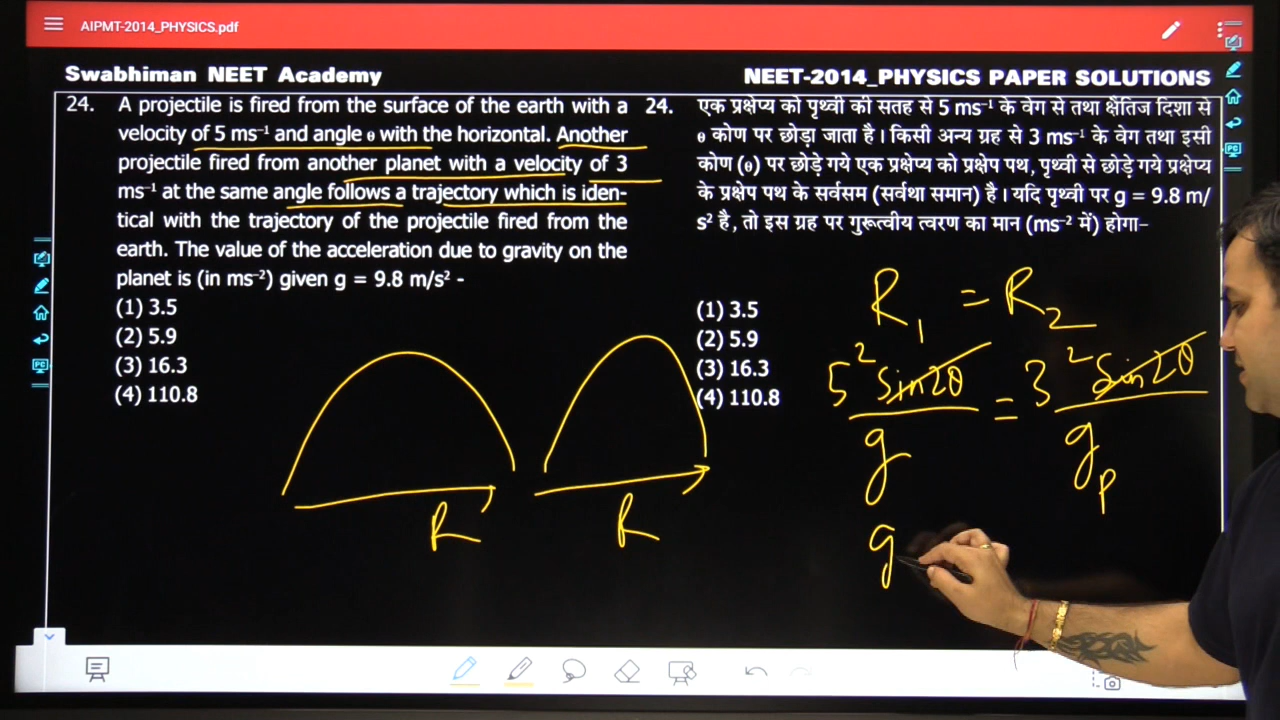 AIPMT-2014_PHYSICS.pdf
Swabhiman NEET Academy
NEET-2014_PHYSICS PAPER SOLUTIONS
24. A projectile is fired from the surface of the earth with a
velocity of 5 ms⁻¹ and angle θ with the horizontal. Another
projectile fired from another planet with a velocity of 3
ms⁻¹ at the same angle follows a trajectory which is iden-
tical with the trajectory of the projectile fired from the
earth. The value of the acceleration due to gravity on the
planet is (in ms⁻²) given g = 9.8 m/s² -
(1) 3.5
(2) 5.9
(3) 16.3
(4) 110.8
24. एक प्रक्षेप्य को पृथ्वी की सतह से 5 ms⁻¹ के वेग से तथा क्षैतिज दिशा से
θ कोण पर छोड़ा जाता है। किसी अन्य ग्रह से 3 ms⁻¹ के वेग तथा इसी
कोण (θ) पर छोड़े गये एक प्रक्षेप्य को प्रक्षेप पथ, पृथ्वी से छोड़े गये प्रक्षेप्य
के प्रक्षेप पथ के सर्वसम (सर्वथा समान) है। यदि पृथ्वी पर g = 9.8 m/
s² है, तो इस ग्रह पर गुरूत्वीय त्वरण का मान (ms⁻² में) होगा–
(1) 3.5
(2) 5.9
(3) 16.3
(4) 110.8
R₁ = R₂
5² sin2θ / g = 3² sin2θ / gₚ
g
R
R
PC
PC